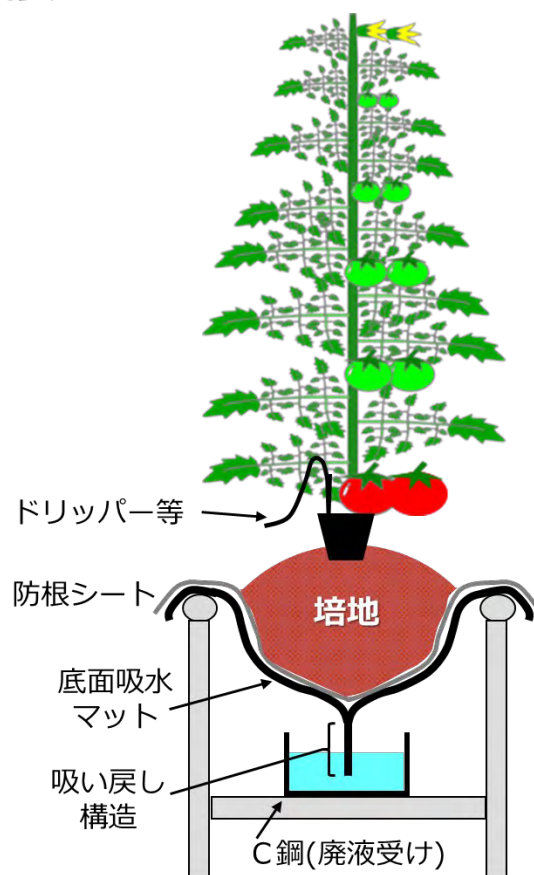 ドリッパー等
防根シート
培地
底面吸水
マット
吸い戻し
構造
C鋼(廃液受け)